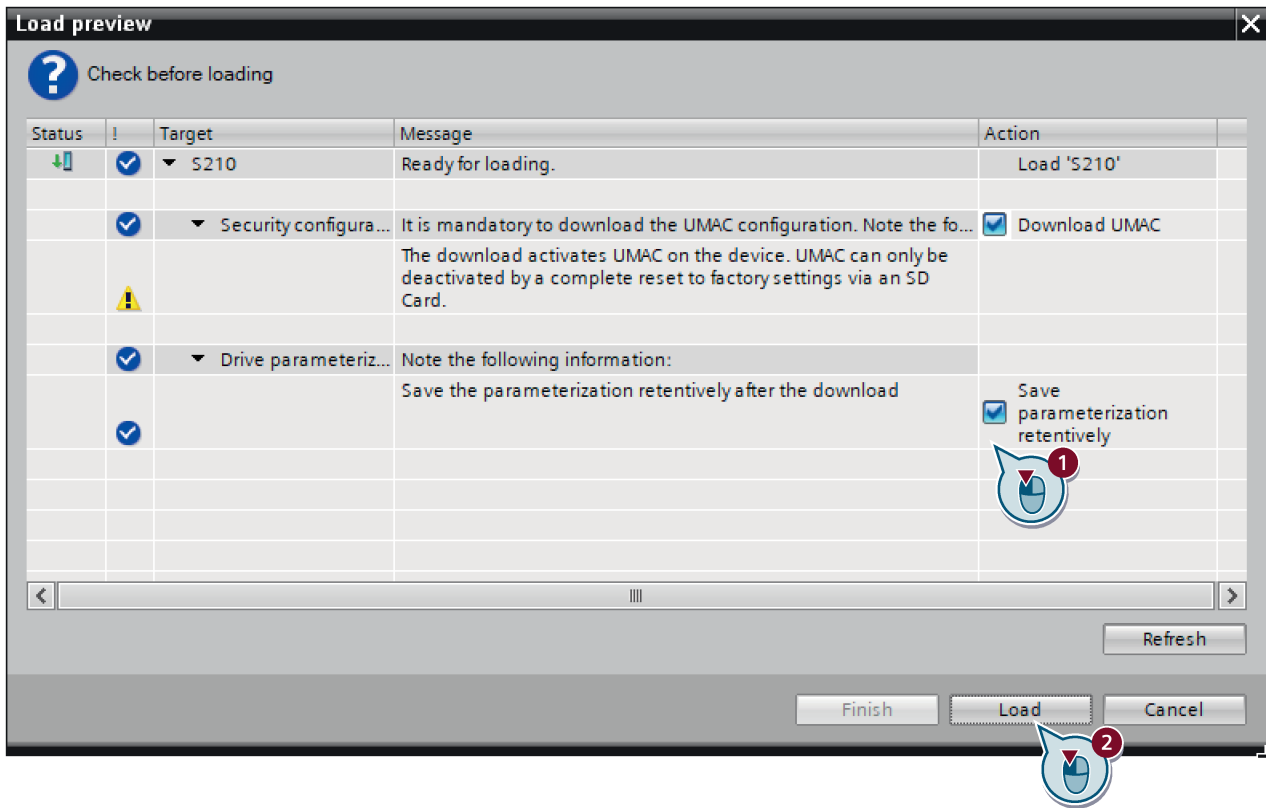 Load preview
Check before loading
Status ! Target Message Action
S210 Ready for loading. Load 'S210'
Security configura... It is mandatory to download the UMAC configuration. Note the fo... Download UMAC
The download activates UMAC on the device. UMAC can only be
deactivated by a complete reset to factory settings via an SD
Card.
Drive parameteriz... Note the following information:
Save the parameterization retentively after the download
Save
parameterization
retentively
1
Refresh
Finish Load Cancel
2